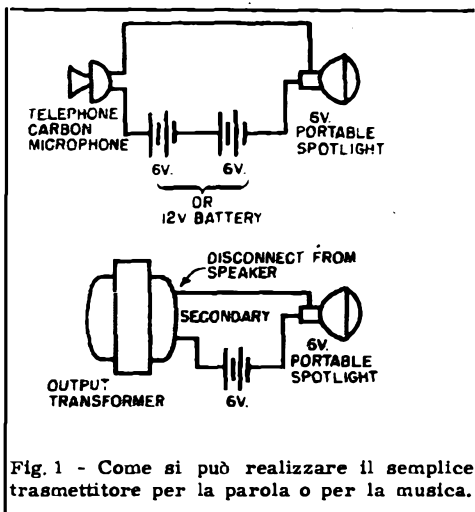 TELEPHONE
CARBON
MICROPHONE
6V.
6V.
OR
12V BATTERY
6V.
PORTABLE
SPOTLIGHT
DISCONNECT FROM
SPEAKER
SECONDARY
OUTPUT
TRANSFORMER
6V.
6V.
PORTABLE
SPOTLIGHT
Fig. 1 - Come si può realizzare il semplice
trasmettitore per la parola o per la musica.